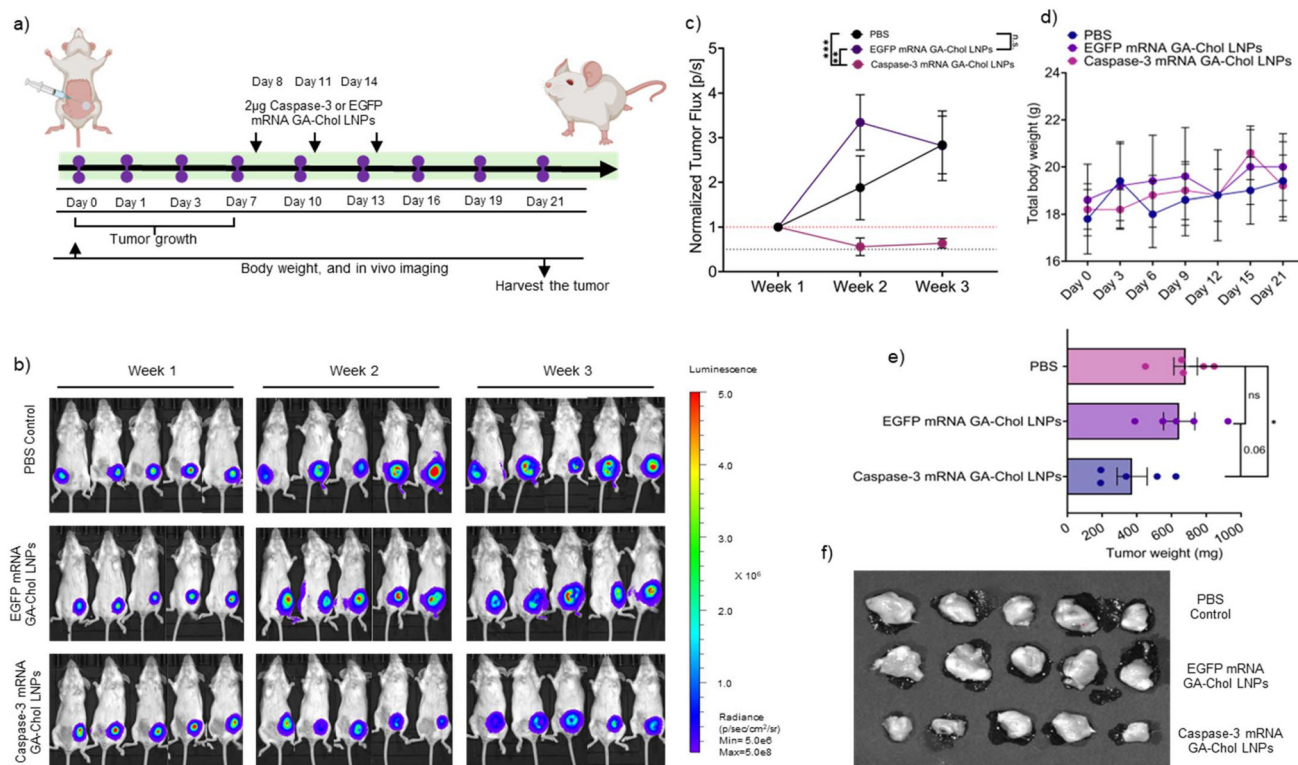 a)
Day 8 Day 11 Day 14
2µg Caspase-3 or EGFP
mRNA GA-Chol LNPs
Day 0 Day 1 Day 3 Day 7 Day 10 Day 13 Day 16 Day 19 Day 21
Tumor growth
Body weight, and in vivo imaging
Harvest the tumor
b)
Week 1 Week 2 Week 3
PBS Control
EGFP mRNA
GA-Chol LNPs
Caspase-3 mRNA
GA-Chol LNPs
Luminescence
5.0
4.0
3.0
X 10⁶
2.0
1.0
Radiance
(p/sec/cm²/sr)
Min= 5.0e6
Max=5.0e8
c)
***
**
PBS
EGFP mRNA GA-Chol LNPs
Caspase-3 mRNA GA-Chol LNPs
n.s
Normalized Tumor Flux [p/s]
5
4
3
2
1
0
Week 1 Week 2 Week 3
d)
PBS
EGFP mRNA GA-Chol LNPs
Caspase-3 mRNA GA-Chol LNPs
Total body weight (g)
22
20
18
16
Day 0 Day 3 Day 6 Day 9 Day 12 Day 15 Day 21
e)
PBS
EGFP mRNA GA-Chol LNPs
Caspase-3 mRNA GA-Chol LNPs
ns
*
0.06
0 200 400 600 800 1000
Tumor weight (mg)
f)
PBS
Control
EGFP mRNA
GA-Chol LNPs
Caspase-3 mRNA
GA-Chol LNPs